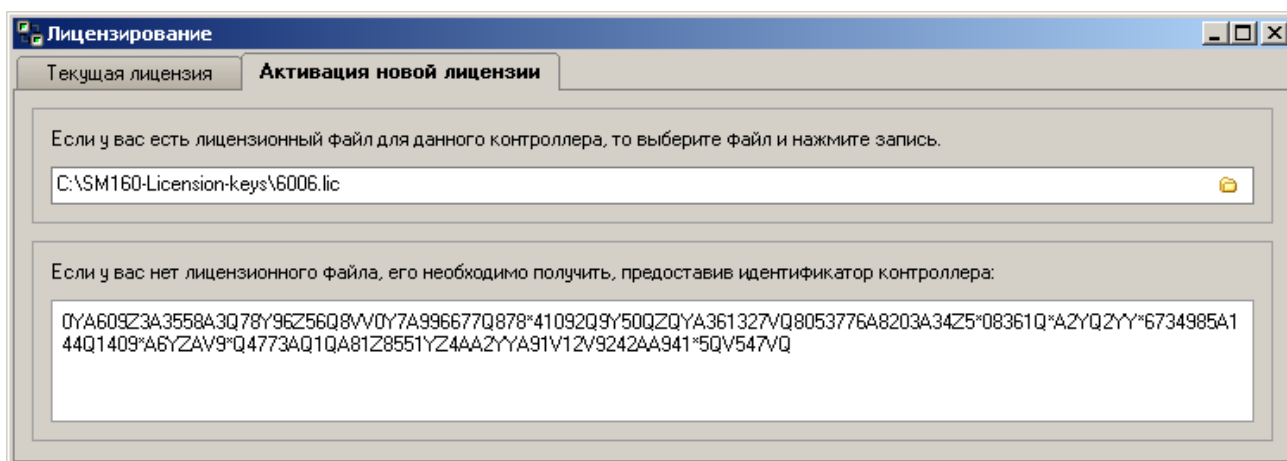 Лицензирование
Текущая лицензия
Активация новой лицензии
Если у вас есть лицензионный файл для данного контроллера, то выберите файл и нажмите запись.
C:\SM160-Licension-keys\6006.lic
Если у вас нет лицензионного файла, его необходимо получить, предоставив идентификатор контроллера:
0YA609Z3A3558A3Q78Y96Z56Q8VV0Y7A996677Q878*41092Q9Y50QZQYA361327VQ8053776A8203A34Z5*08361Q*A2YQ2YY*6734985A1
44Q1409*A6YZAV9*Q4773AQ1QA81Z8551YZ4AA2YYA91V12V9242AA941*5QV547VQ